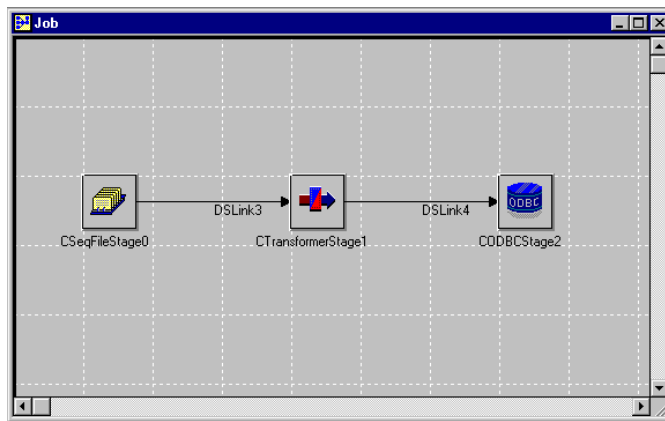 Job
ODBC
DSLink3
DSLink4
CSeqFileStage0
CTransformerStage1
CODBCStage2